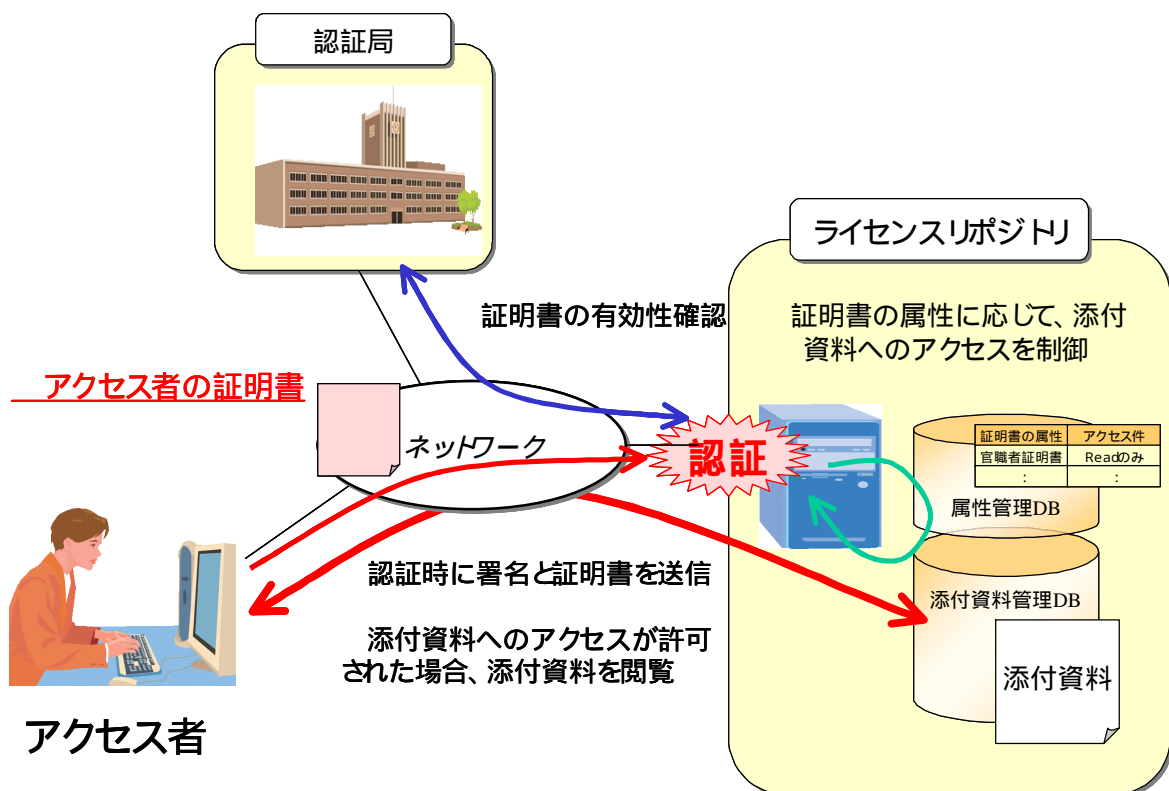 認証局
ライセンスリポジトリ
証明書の有効性確認
証明書の属性に応じて、添付
資料へのアクセスを制御
アクセス者の証明書
ネットワーク
認証
証明書の属性 アクセス件
官職者証明書 Readのみ
: :
属性管理DB
認証時に署名と証明書を送信
添付資料管理DB
添付資料へのアクセスが許可
された場合、添付資料を閲覧
添付資料
アクセス者